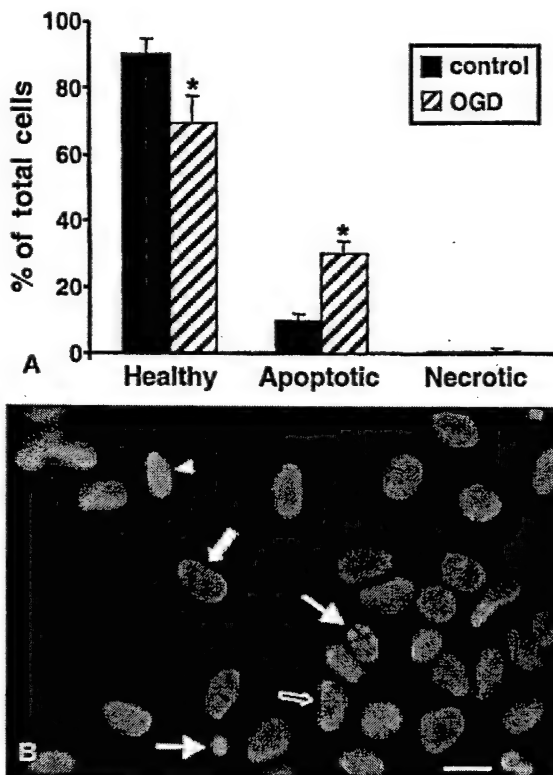 100
control
OGD
80
60
40
20
0
% of total cells
*
*
A
Healthy Apoptotic Necrotic
B